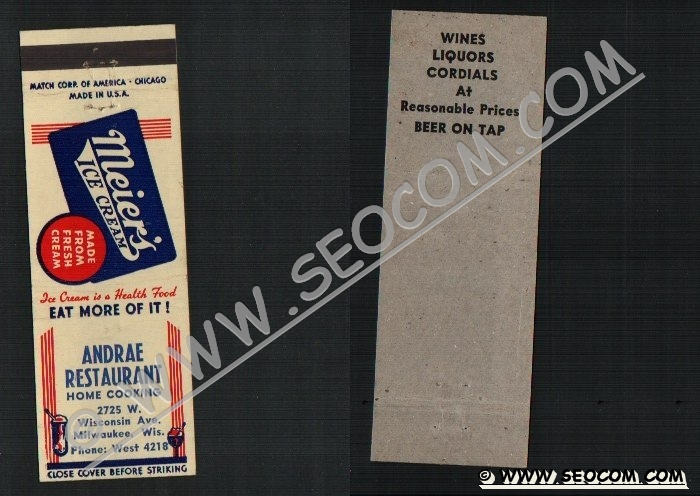 MATCH CORP. OF AMERICA - CHICAGO
MADE IN U.S.A.
Meier's
ICE CREAM
MADE
FROM
FRESH
CREAM
Ice Cream is a Health Food
EAT MORE OF IT!
ANDRAE
RESTAURANT
HOME COOKING
2725 W.
Wisconsin Ave.
Milwaukee, Wis.
Phone: West 4218
CLOSE COVER BEFORE STRIKING
WINES
LIQUORS
CORDIALS
At
Reasonable Prices
BEER ON TAP
© WWW.SEOCOM.COM
© WWW.SEOCOM.COM